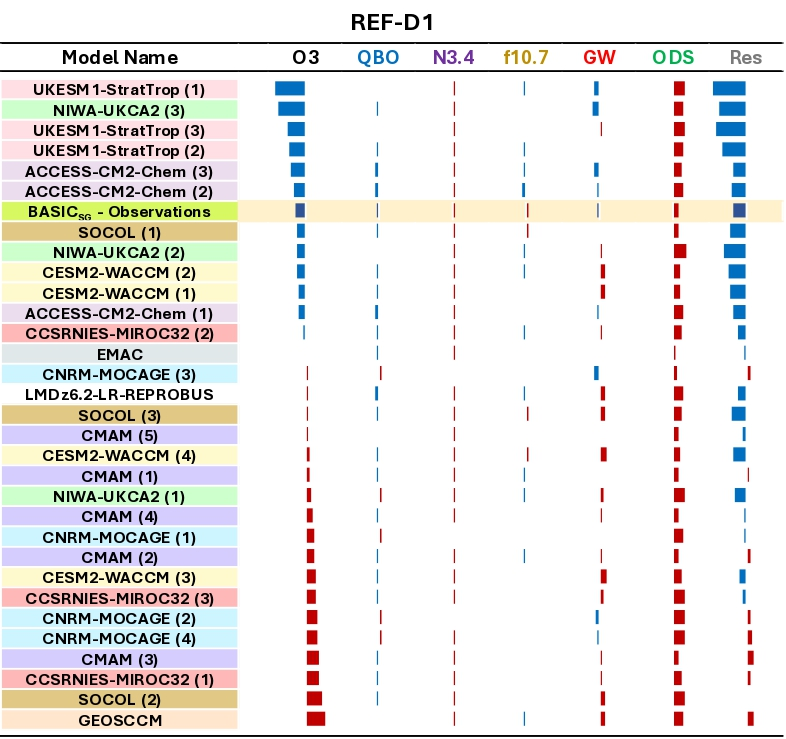 REF-D1
Model Name O3 QBO N3.4 f10.7 GW ODS Res
UKESM1-StratTrop (1)
NIWA-UKCA2 (3)
UKESM1-StratTrop (3)
UKESM1-StratTrop (2)
ACCESS-CM2-Chem (3)
ACCESS-CM2-Chem (2)
BASICSG - Observations
SOCOL (1)
NIWA-UKCA2 (2)
CESM2-WACCM (2)
CESM2-WACCM (1)
ACCESS-CM2-Chem (1)
CCSRNIES-MIROC32 (2)
EMAC
CNRM-MOCAGE (3)
LMDz6.2-LR-REPROBUS
SOCOL (3)
CMAM (5)
CESM2-WACCM (4)
CMAM (1)
NIWA-UKCA2 (1)
CMAM (4)
CNRM-MOCAGE (1)
CMAM (2)
CESM2-WACCM (3)
CCSRNIES-MIROC32 (3)
CNRM-MOCAGE (2)
CNRM-MOCAGE (4)
CMAM (3)
CCSRNIES-MIROC32 (1)
SOCOL (2)
GEOSCCM